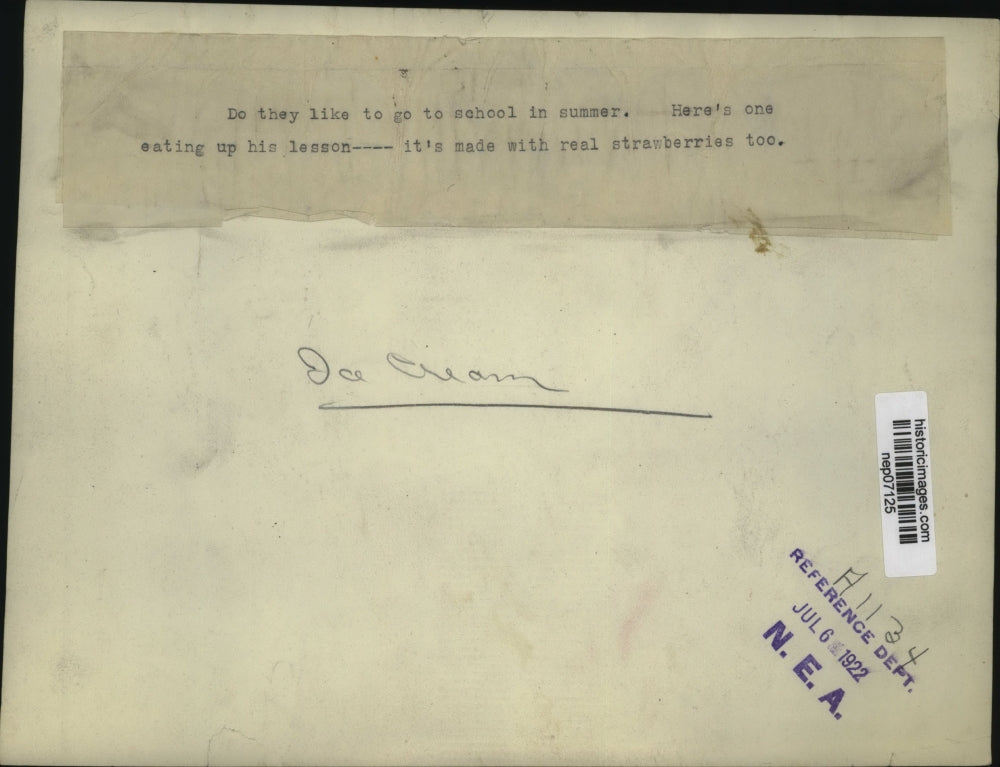 Do they like to go to school in summer. Here's one
eating up his lesson---- it's made with real strawberries too.
Ice Cream
historicimages.com
nep07125
A1134
REFERENCE DEPT.
JUL 6 1922
N. E. A.